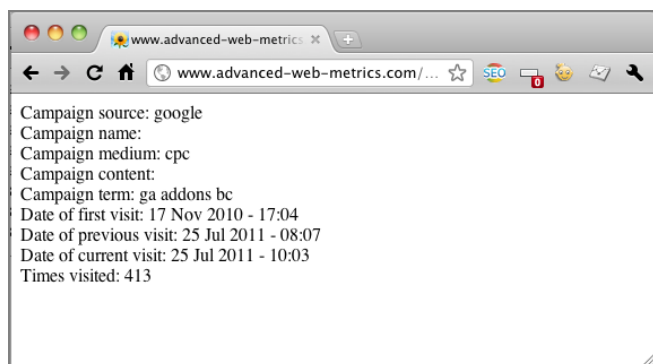 www.advanced-web-metrics
www.advanced-web-metrics.com/...
SEO
0
Campaign source: google
Campaign name:
Campaign medium: cpc
Campaign content:
Campaign term: ga addons bc
Date of first visit: 17 Nov 2010 - 17:04
Date of previous visit: 25 Jul 2011 - 08:07
Date of current visit: 25 Jul 2011 - 10:03
Times visited: 413